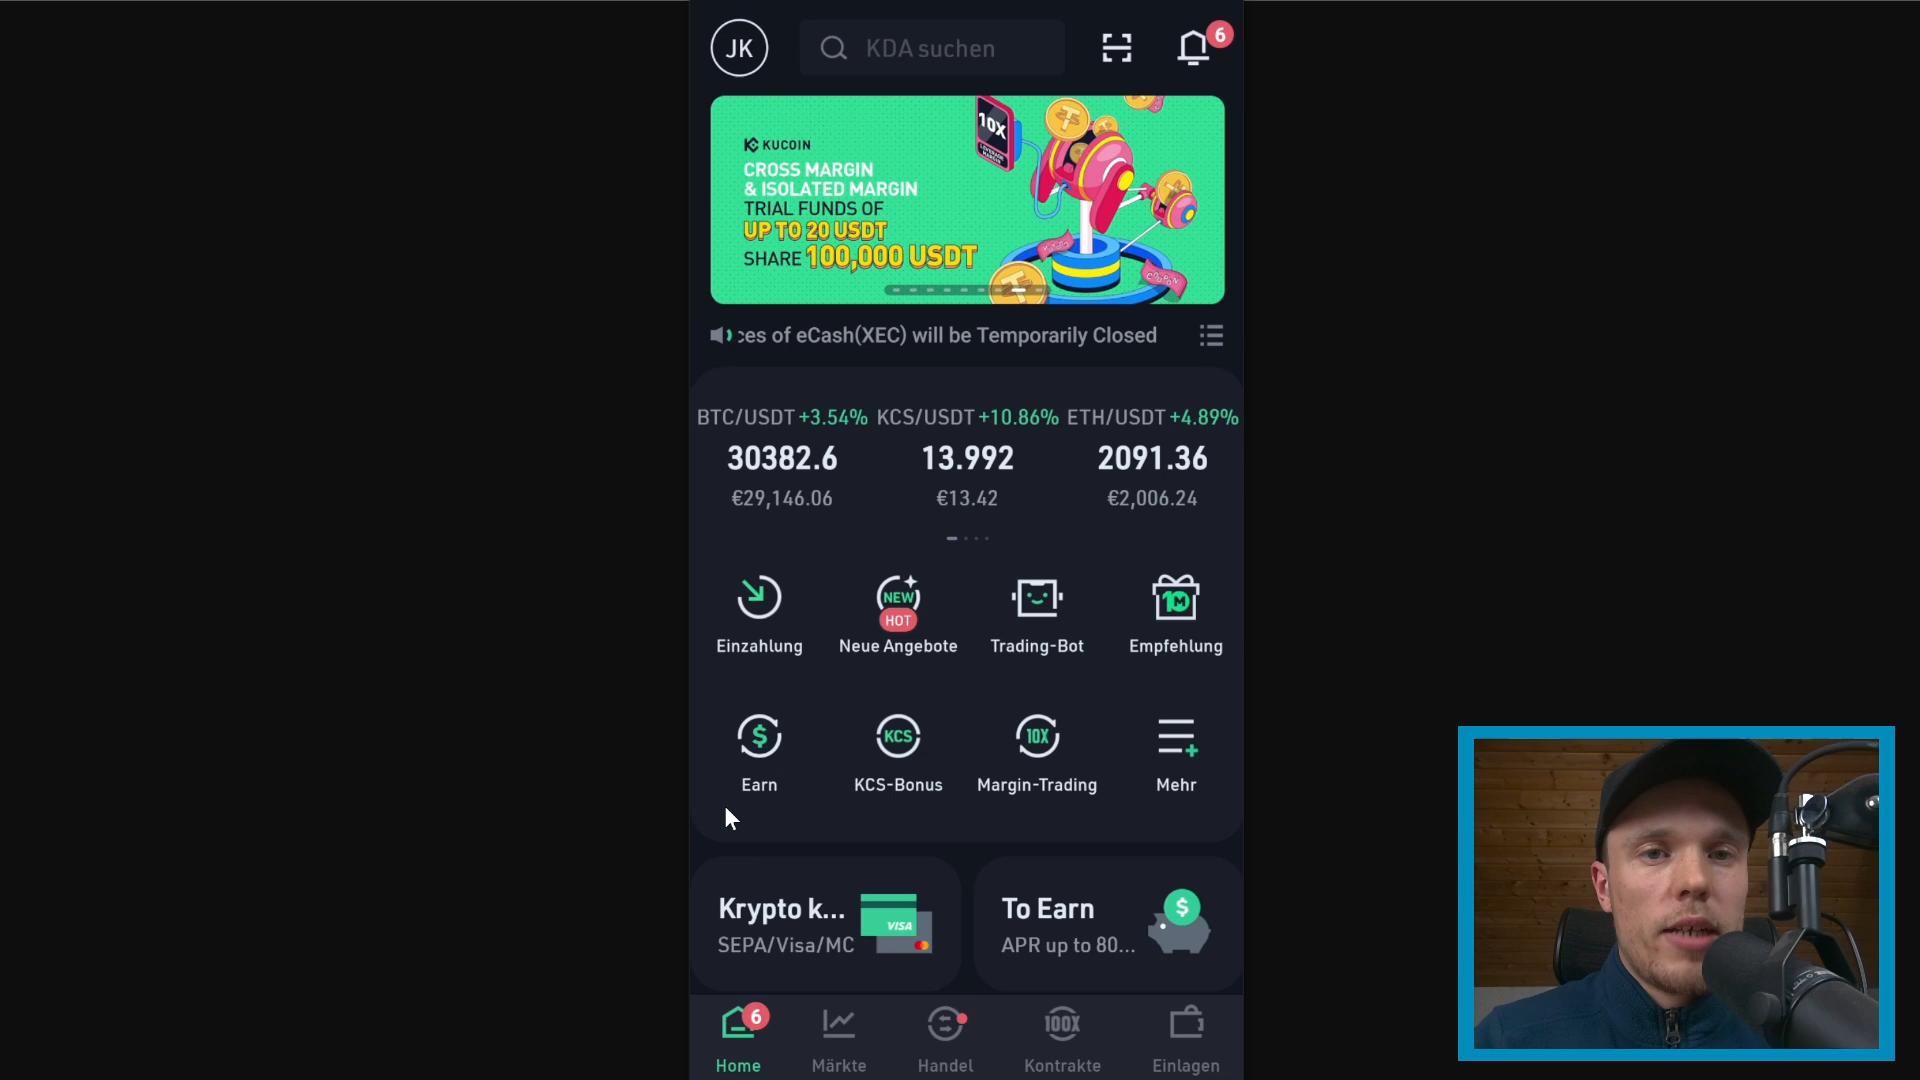 JK
KDA suchen
6
10X
LEVERAGE
MARGIN
KUCOIN
CROSS MARGIN
& ISOLATED MARGIN
TRIAL FUNDS OF
UP TO 20 USDT
SHARE 100,000 USDT
COUPON
ces of eCash(XEC) will be Temporarily Closed
BTC/USDT +3.54% KCS/USDT +10.86% ETH/USDT +4.89%
30382.6 13.992 2091.36
€29,146.06 €13.42 €2,006.24
NEW
HOT
10M
Einzahlung Neue Angebote Trading-Bot Empfehlung
$ KCS 10X
Earn KCS-Bonus Margin-Trading Mehr
Krypto k...
SEPA/Visa/MC
VISA
To Earn
APR up to 80...
$
6
100X
Home Märkte Handel Kontrakte Einlagen